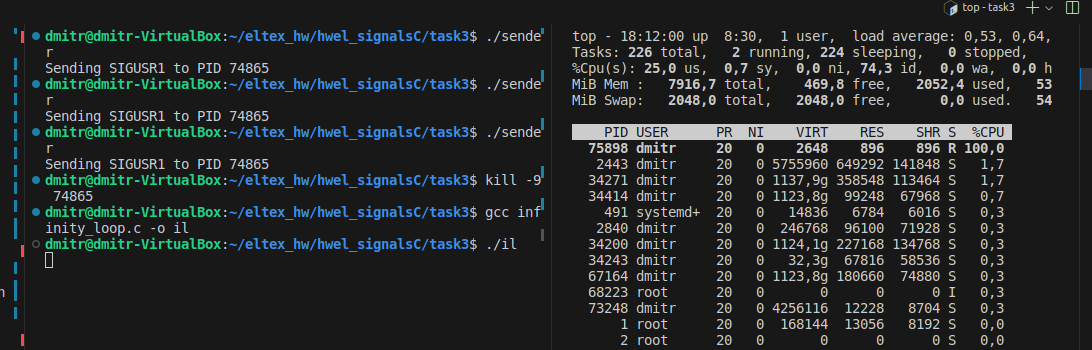 top - task3
dmitr@dmitr-VirtualBox:~/eltex_hw/hwel_signalsC/task3$ ./sende
r
Sending SIGUSR1 to PID 74865
dmitr@dmitr-VirtualBox:~/eltex_hw/hwel_signalsC/task3$ ./sende
r
Sending SIGUSR1 to PID 74865
dmitr@dmitr-VirtualBox:~/eltex_hw/hwel_signalsC/task3$ ./sende
r
Sending SIGUSR1 to PID 74865
dmitr@dmitr-VirtualBox:~/eltex_hw/hwel_signalsC/task3$ kill -9
74865
dmitr@dmitr-VirtualBox:~/eltex_hw/hwel_signalsC/task3$ gcc inf
inity_loop.c -o il
dmitr@dmitr-VirtualBox:~/eltex_hw/hwel_signalsC/task3$ ./il
n
top - 18:12:00 up  8:30,  1 user,  load average: 0,53, 0,64,
Tasks: 226 total,   2 running, 224 sleeping,   0 stopped,
%Cpu(s): 25,0 us,  0,7 sy,  0,0 ni, 74,3 id,  0,0 wa,  0,0 h
MiB Mem :   7916,7 total,    469,8 free,   2052,4 used,   53
MiB Swap:   2048,0 total,   2048,0 free,      0,0 used.   54
PID USER PR NI VIRT RES SHR S %CPU
75898 dmitr 20 0 2648 896 896 R 100,0
2443 dmitr 20 0 5755960 649292 141848 S 1,7
34271 dmitr 20 0 1137,9g 358548 113464 S 1,7
34414 dmitr 20 0 1123,8g 99248 67968 S 0,7
491 systemd+ 20 0 14836 6784 6016 S 0,3
2840 dmitr 20 0 246768 96100 71928 S 0,3
34200 dmitr 20 0 1124,1g 227168 134768 S 0,3
34243 dmitr 20 0 32,3g 67816 58536 S 0,3
67164 dmitr 20 0 1123,8g 180660 74880 S 0,3
68223 root 20 0 0 0 0 I 0,3
73248 dmitr 20 0 4256116 12228 8704 S 0,3
1 root 20 0 168144 13056 8192 S 0,0
2 root 20 0 0 0 0 S 0,0